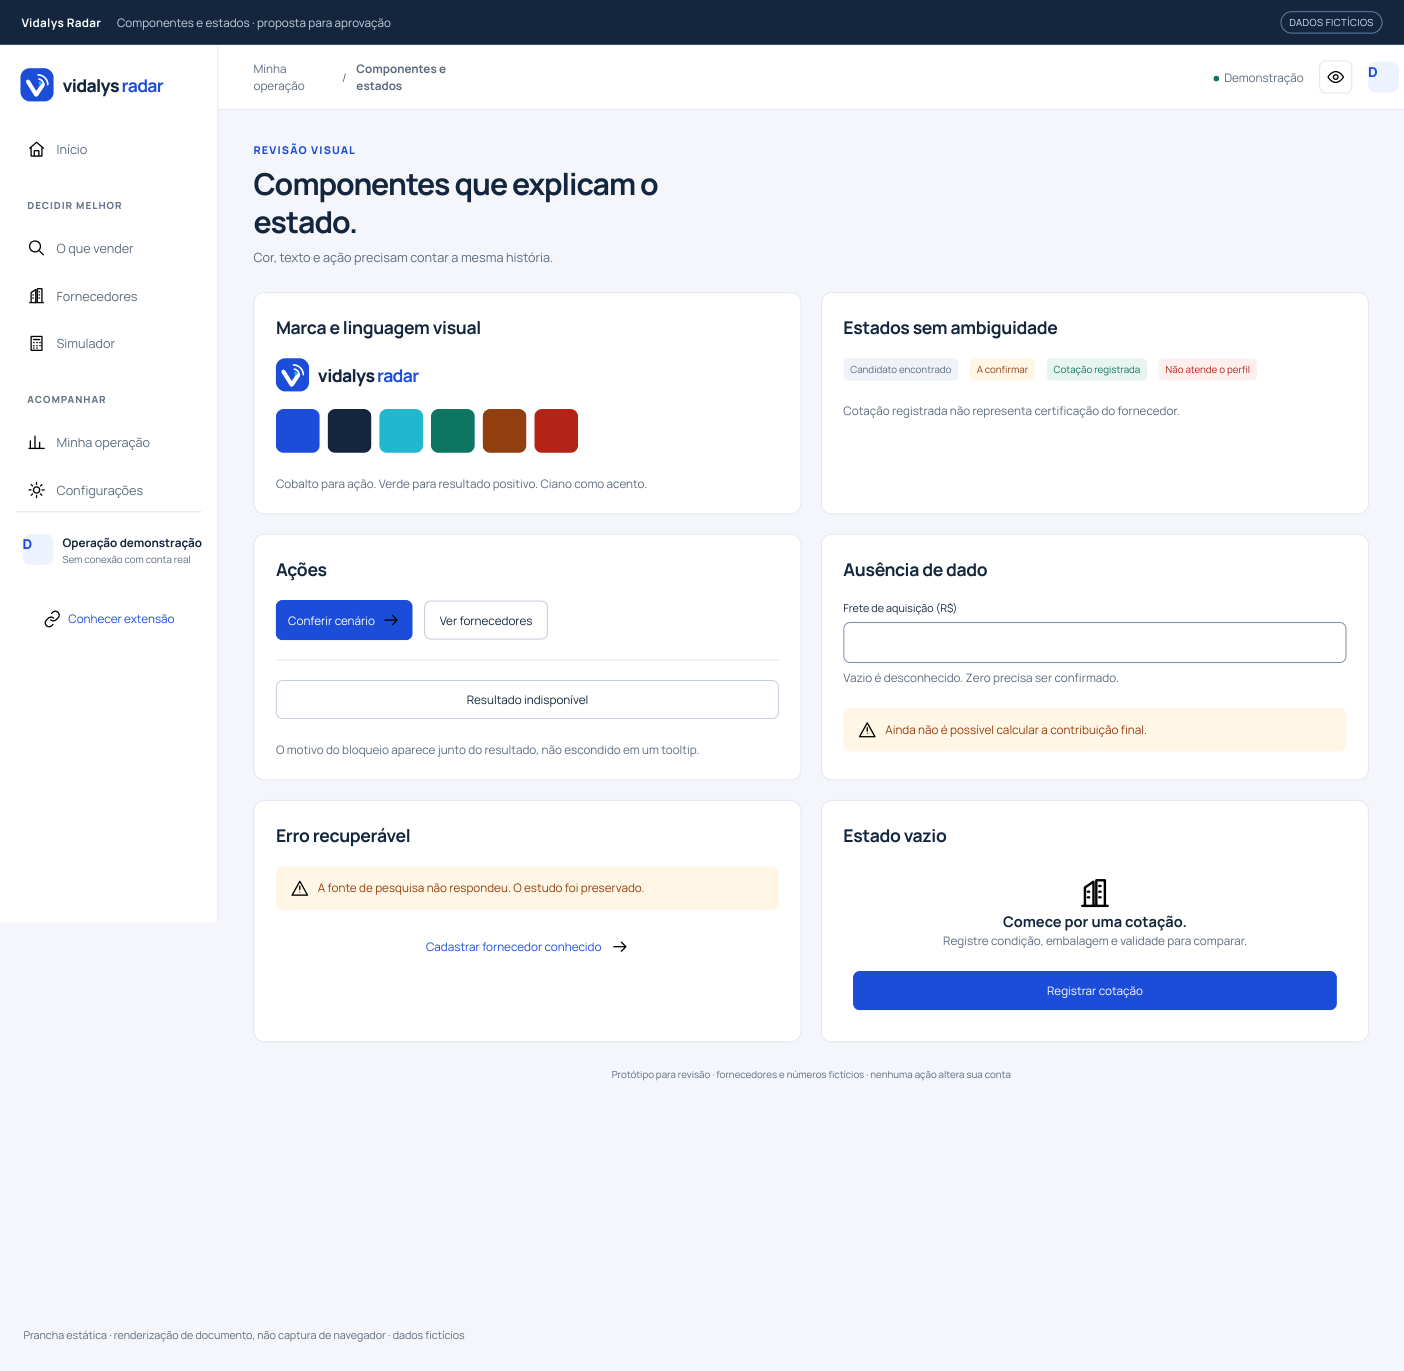 Vidalys Radar Componentes e estados · proposta para aprovação DADOS FICTÍCIOS
vidalys radar
Início
DECIDIR MELHOR
O que vender
Fornecedores
Simulador
ACOMPANHAR
Minha operação
Configurações
D
Operação demonstração
Sem conexão com conta real
Conhecer extensão
Minha
operação
/
Componentes e
estados
Demonstração
D
REVISÃO VISUAL
Componentes que explicam o
estado.
Cor, texto e ação precisam contar a mesma história.
Marca e linguagem visual
vidalys radar
Cobalto para ação. Verde para resultado positivo. Ciano como acento.
Estados sem ambiguidade
Candidato encontrado A confirmar Cotação registrada Não atende o perfil
Cotação registrada não representa certificação do fornecedor.
Ações
Conferir cenário Ver fornecedores
Resultado indisponível
O motivo do bloqueio aparece junto do resultado, não escondido em um tooltip.
Ausência de dado
Frete de aquisição (R$)
Vazio é desconhecido. Zero precisa ser confirmado.
Ainda não é possível calcular a contribuição final.
Erro recuperável
A fonte de pesquisa não respondeu. O estudo foi preservado.
Cadastrar fornecedor conhecido
Estado vazio
Comece por uma cotação.
Registre condição, embalagem e validade para comparar.
Registrar cotação
Protótipo para revisão · fornecedores e números fictícios · nenhuma ação altera sua conta
Prancha estática · renderização de documento, não captura de navegador · dados fictícios